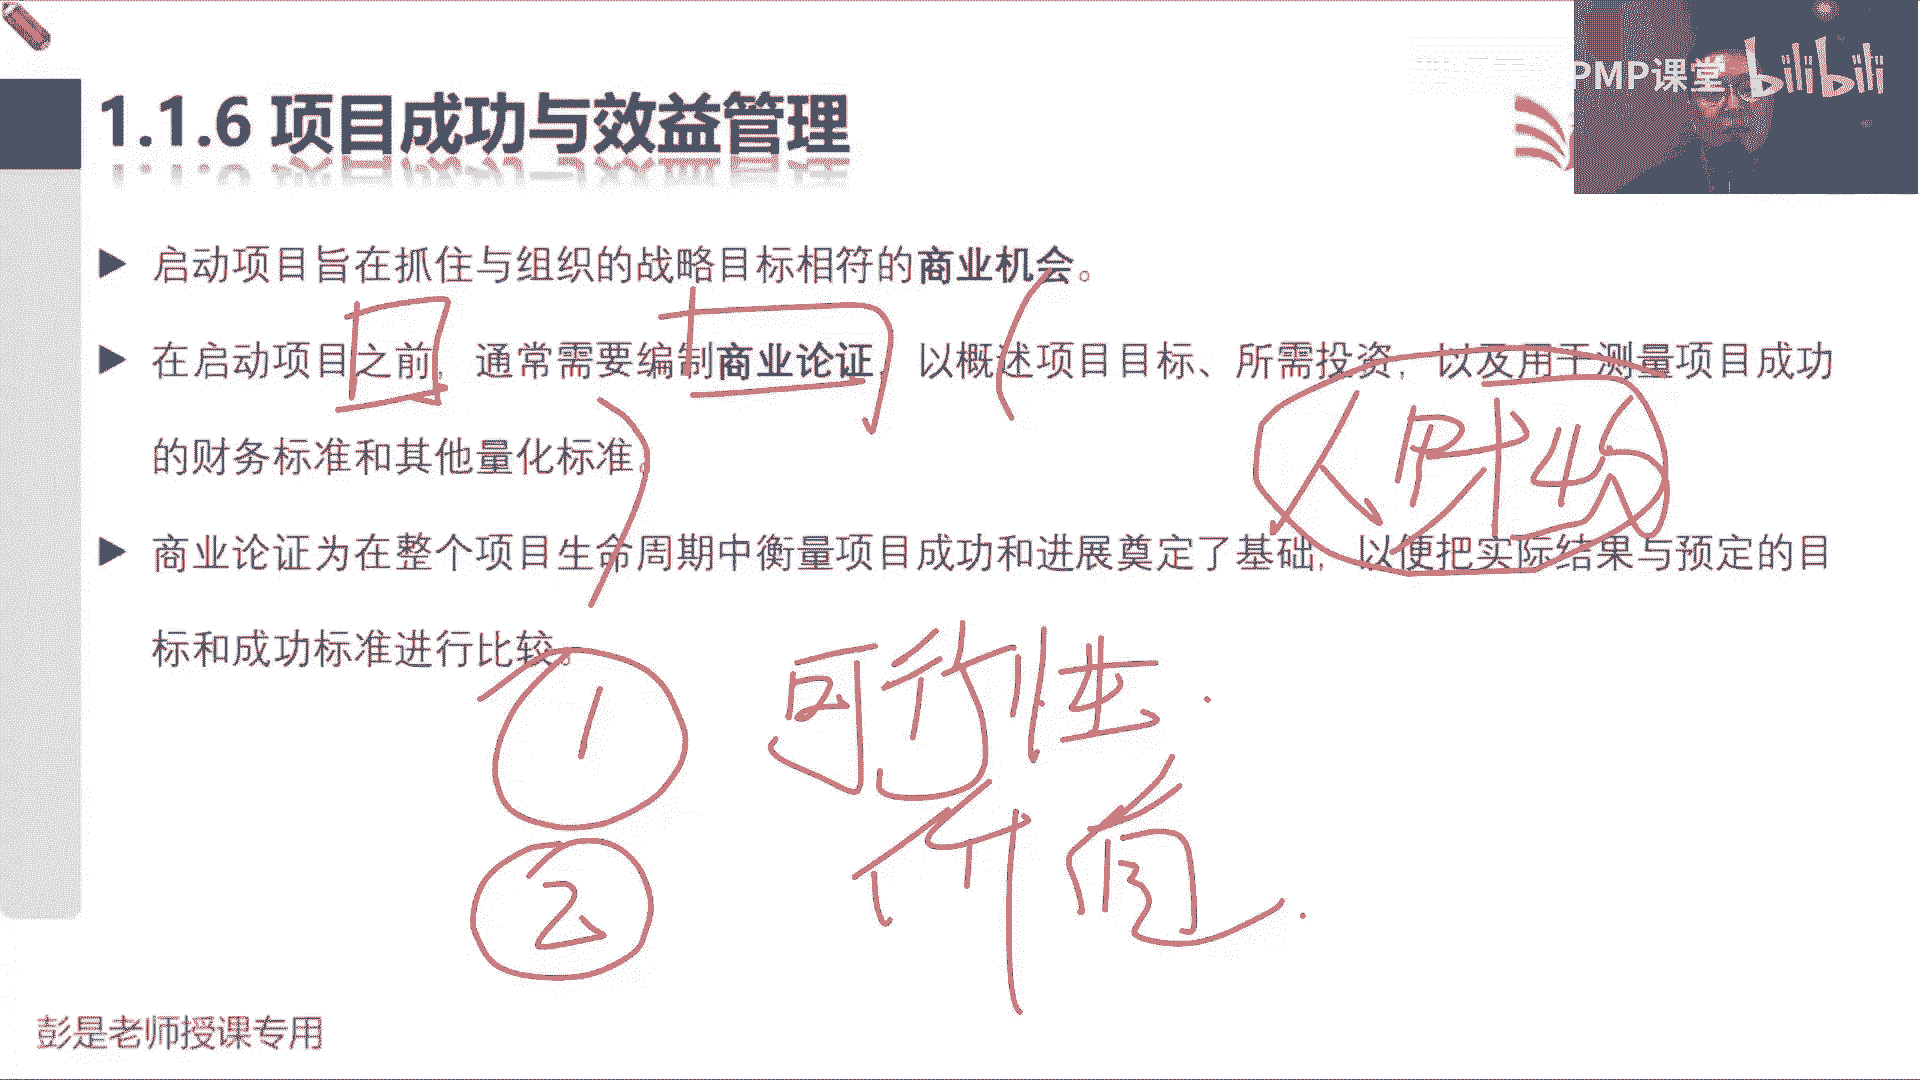 PMP课堂 bilibili
1.1.6 项目成功与效益管理
启动项目旨在抓住与组织的战略目标相符的商业机会。
在启动项目之前，通常需要编制商业论证，以概述项目目标、所需投资，以及用于测量项目成功
的财务标准和其他量化标准。
人财物
商业论证为在整个项目生命周期中衡量项目成功和进展奠定了基础，以便把实际结果与预定的目
标和成功标准进行比较。
1 可行性.
2 价值.
彭是老师授课专用